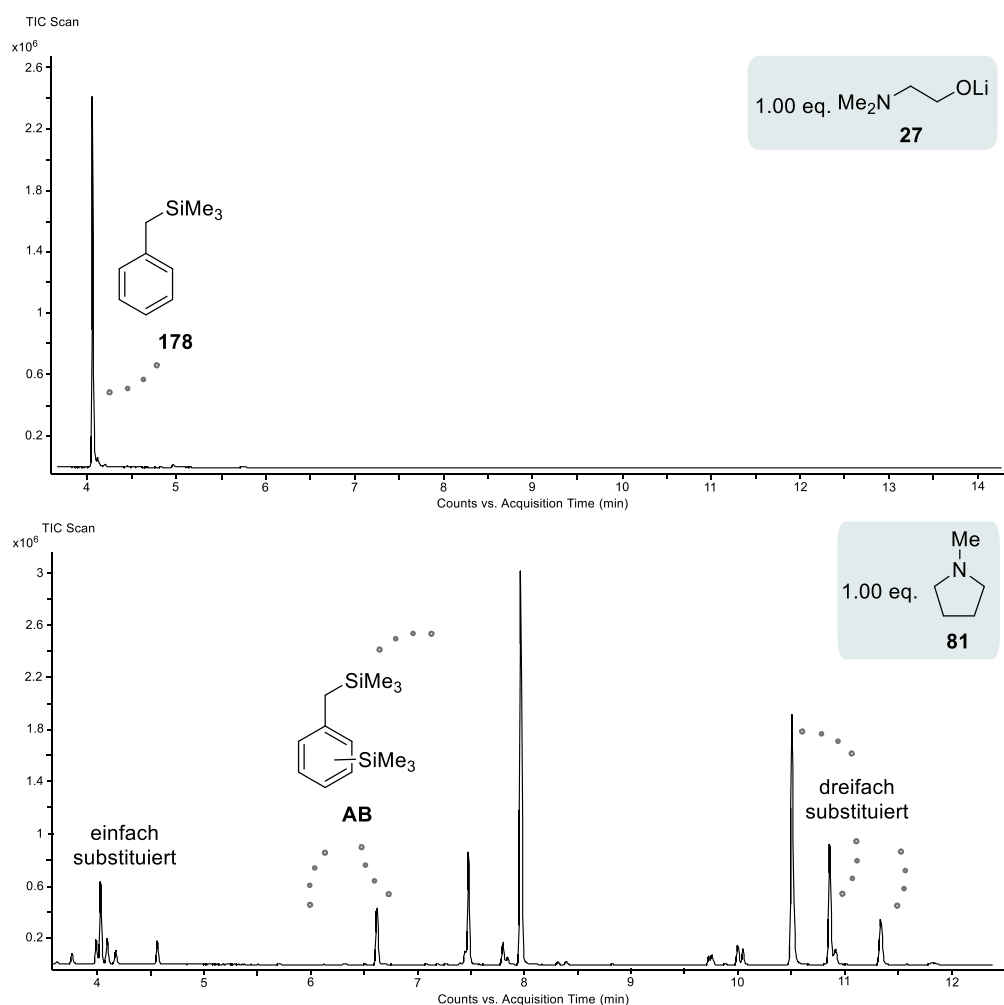 TIC Scan
x10⁶
2.6
2.2
1.8
1.4
1
0.6
0.2
4 5 6 7 8 9 10 11 12 13 14
Counts vs. Acquisition Time (min)
SiMe₃
178
1.00 eq. Me₂N OLi
27
TIC Scan
x10⁶
3
2.6
2.2
1.8
1.4
1
0.6
0.2
4 5 6 7 8 9 10 11 12
Counts vs. Acquisition Time (min)
Me
N
1.00 eq.
81
SiMe₃
SiMe₃
AB
einfach
substituiert
dreifach
substituiert